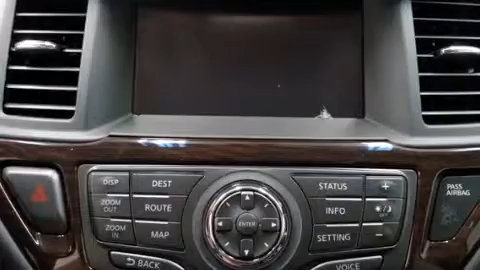 DISP
DEST
ZOOM
OUT
ROUTE
ZOOM
IN
MAP
BACK
ENTER
STATUS
INFO
SETTING
VOICE
+
-
PASS
AIRBAG